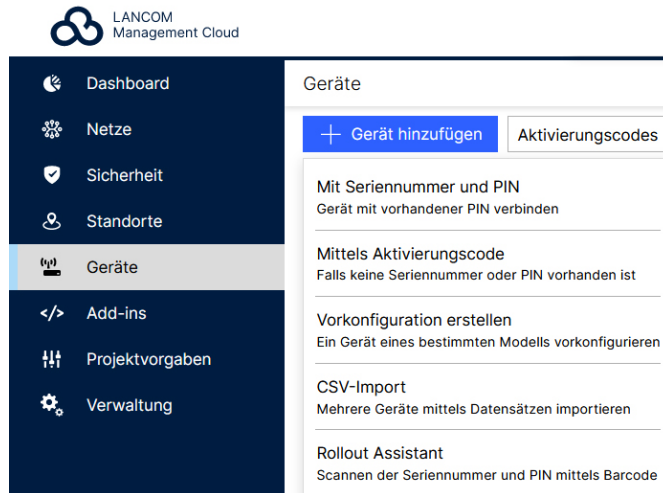 LANCOM
Management Cloud
Dashboard
Netze
Sicherheit
Standorte
Geräte
Add-ins
Projektvorgaben
Verwaltung
Geräte
Gerät hinzufügen
Aktivierungscodes
Mit Seriennummer und PIN
Gerät mit vorhandener PIN verbinden
Mittels Aktivierungscode
Falls keine Seriennummer oder PIN vorhanden ist
Vorkonfiguration erstellen
Ein Gerät eines bestimmten Modells vorkonfigurieren
CSV-Import
Mehrere Geräte mittels Datensätzen importieren
Rollout Assistant
Scannen der Seriennummer und PIN mittels Barcode